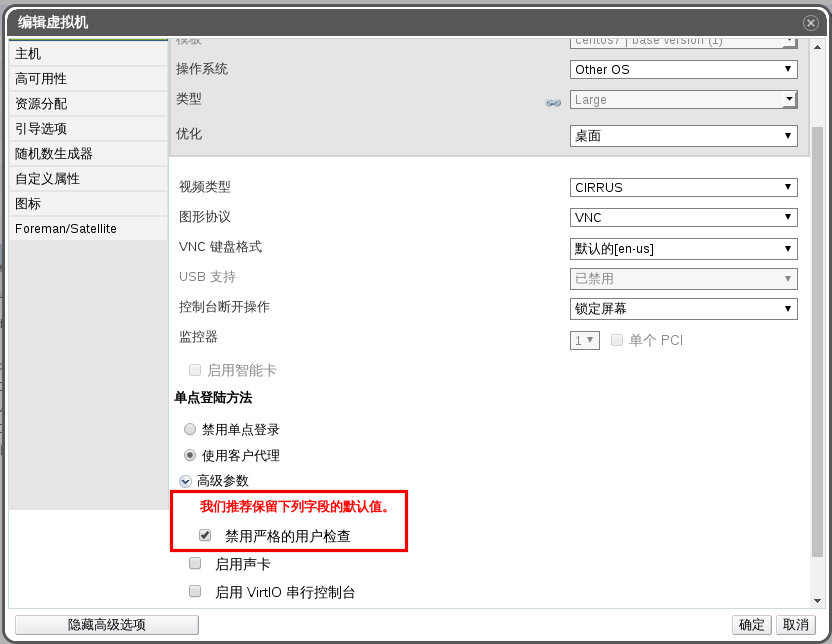 编辑虚拟机
主机
高可用性
资源分配
引导选项
随机数生成器
自定义属性
图标
Foreman/Satellite
模板 centos7 | base version (1)
操作系统 Other OS
类型 Large
优化 桌面
视频类型 CIRRUS
图形协议 VNC
VNC 键盘格式 默认的[en-us]
USB 支持 已禁用
控制台断开操作 锁定屏幕
监控器 1 单个 PCI
启用智能卡
单点登陆方法
禁用单点登录
使用客户代理
高级参数
我们推荐保留下列字段的默认值。
禁用严格的用户检查
启用声卡
启用 VirtIO 串行控制台
隐藏高级选项 确定 取消